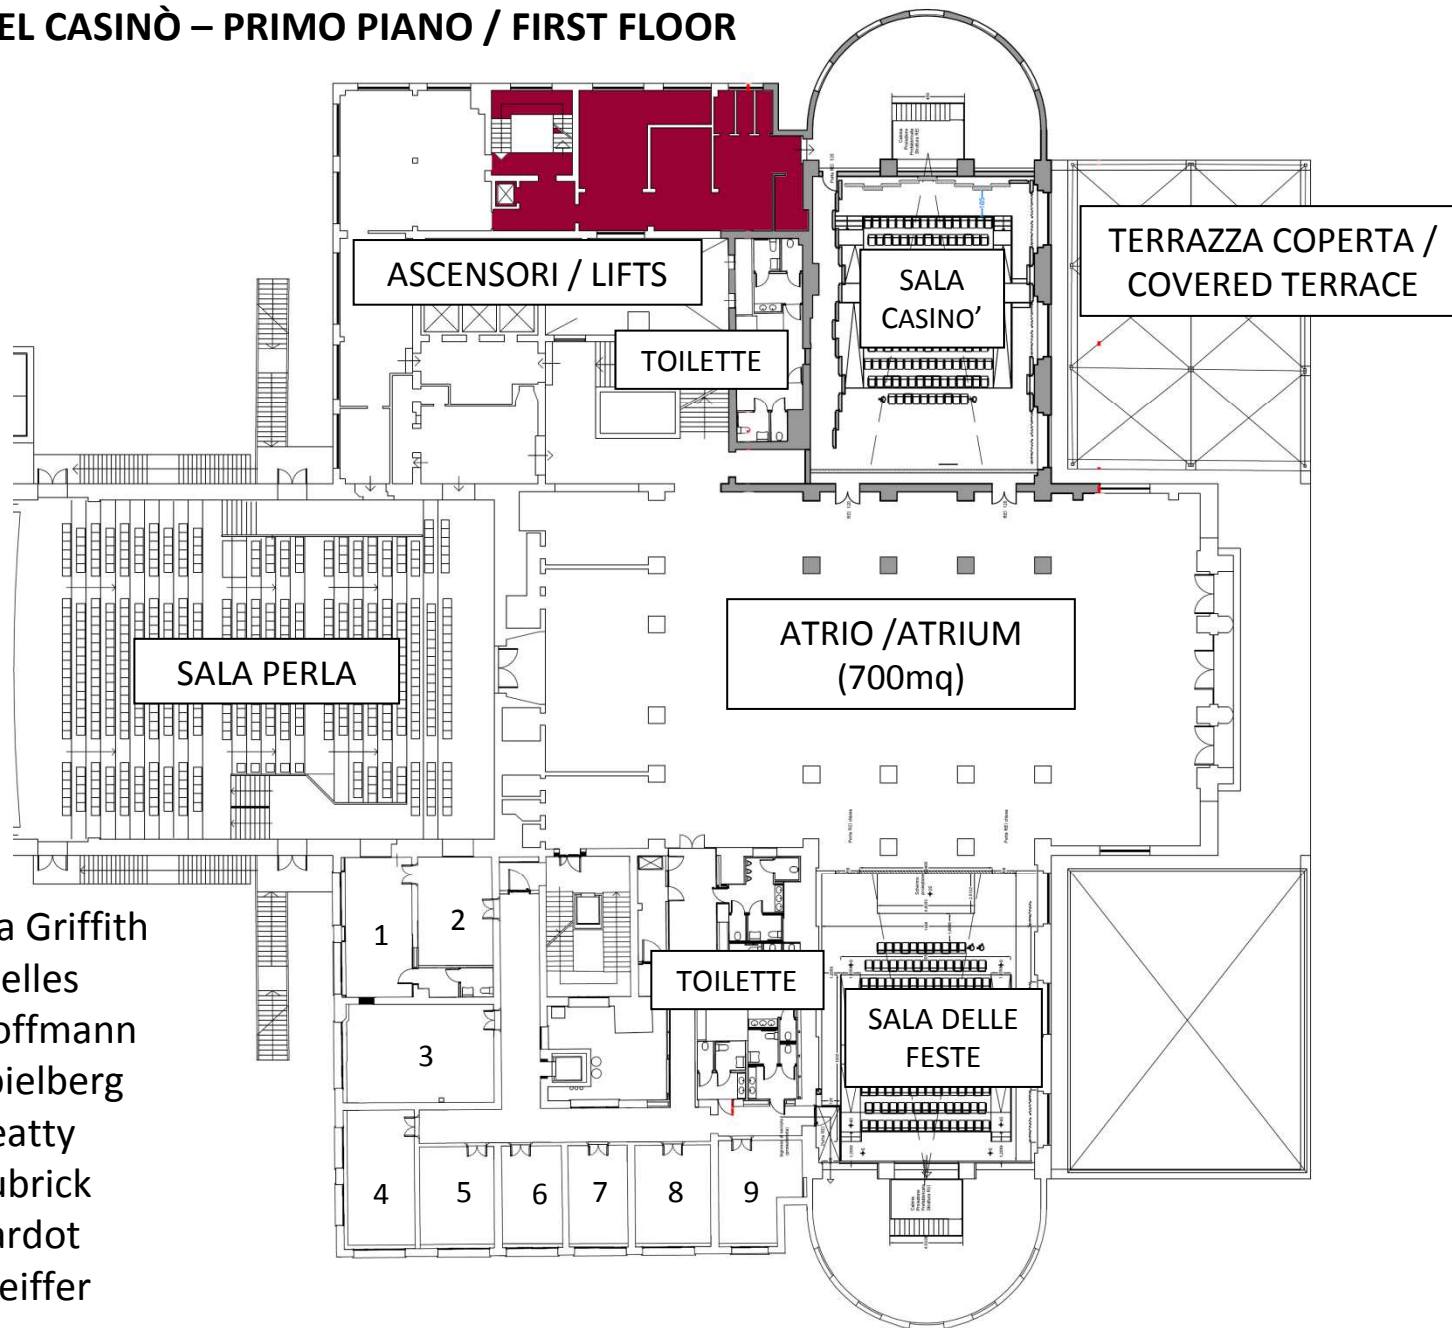 EL CASINÒ – PRIMO PIANO / FIRST FLOOR
TERRAZZA COPERTA /
COVERED TERRACE
ASCENSORI / LIFTS
SALA
CASINO’
TOILETTE
ATRIO /ATRIUM
(700mq)
SALA PERLA
1
2
3
4
5
6
7
8
9
TOILETTE
SALA DELLE
FESTE
a Griffith
elles
offmann
pielberg
eatty
ubrick
ardot
eiffer